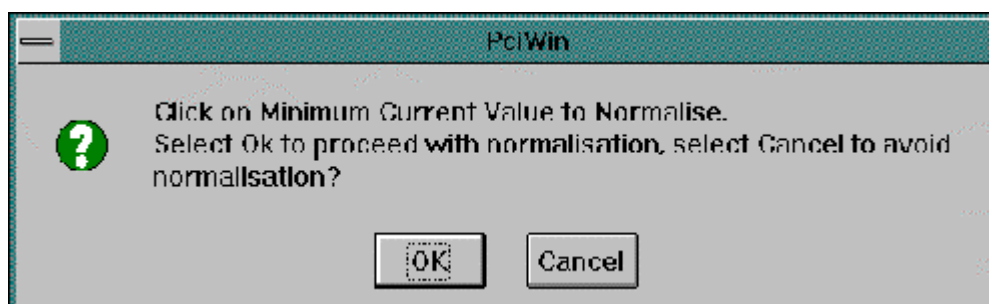 PciWin
Click on Minimum Current Value to Normalise.
Select Ok to proceed with normalisation, select Cancel to avoid
normalisation?
OK Cancel